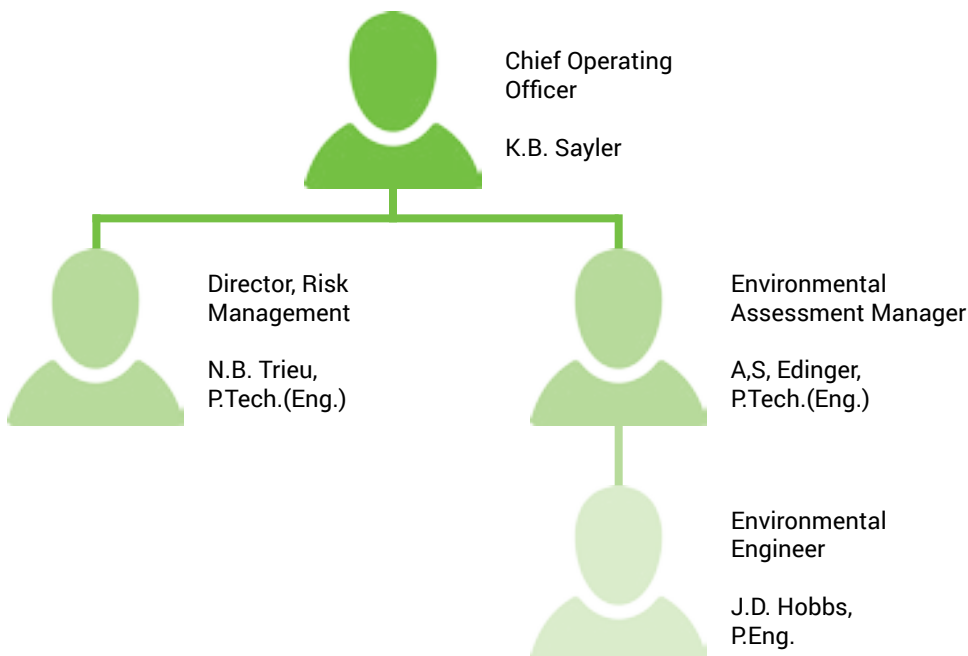 Chief Operating
Officer
K.B. Sayler
Director, Risk
Management
N.B. Trieu,
P.Tech.(Eng.)
Environmental
Assessment Manager
A,S, Edinger,
P.Tech.(Eng.)
Environmental
Engineer
J.D. Hobbs,
P.Eng.